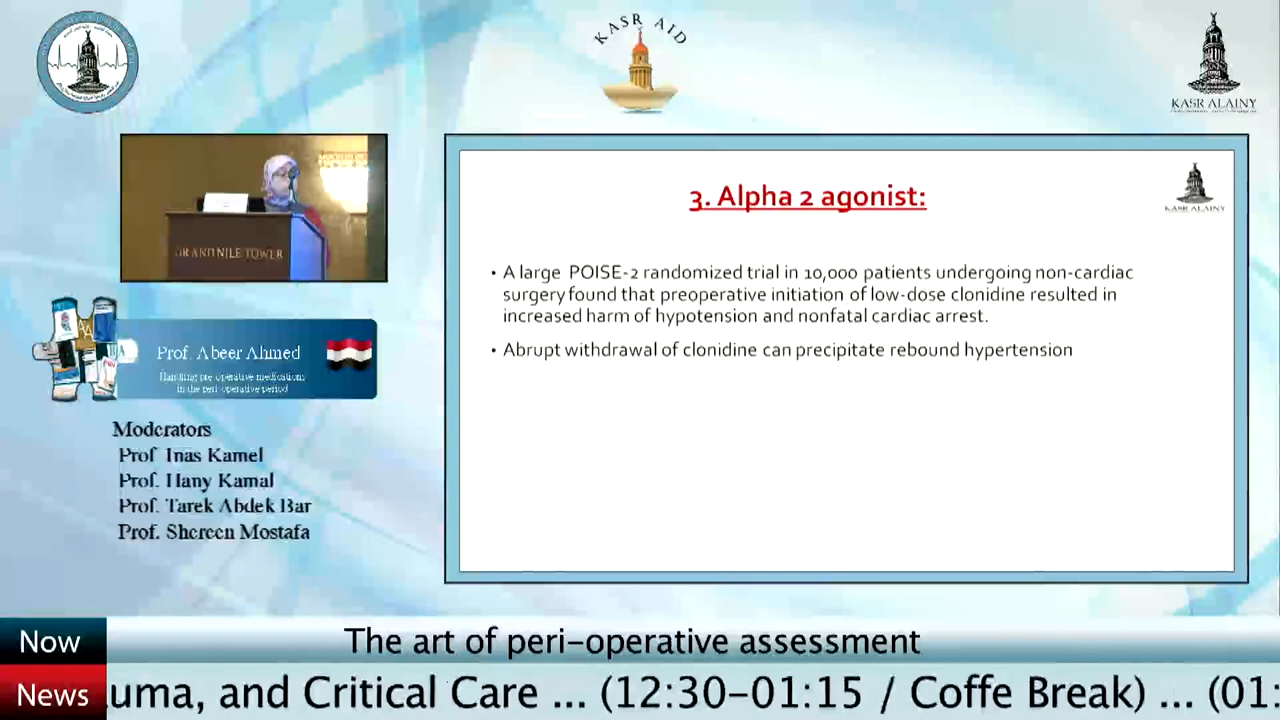 KASR AID
KASR ALAINY
3. Alpha 2 agonist:
KASR ALAINY
• A large POISE-2 randomized trial in 10,000 patients undergoing non-cardiac
surgery found that preoperative initiation of low-dose clonidine resulted in
increased harm of hypotension and nonfatal cardiac arrest.
• Abrupt withdrawal of clonidine can precipitate rebound hypertension
GRAND NILE TOWER
Prof. Abeer Ahmed
Handling pre operative medications
in the peri-operative period
Moderators
Prof Inas Kamel
Prof. Hany Kamal
Prof. Tarek Abdek Bar
Prof. Shereen Mostafa
Now
The art of peri-operative assessment
News
uma, and Critical Care ... (12:30-01:15 / Coffe Break) ... (01: